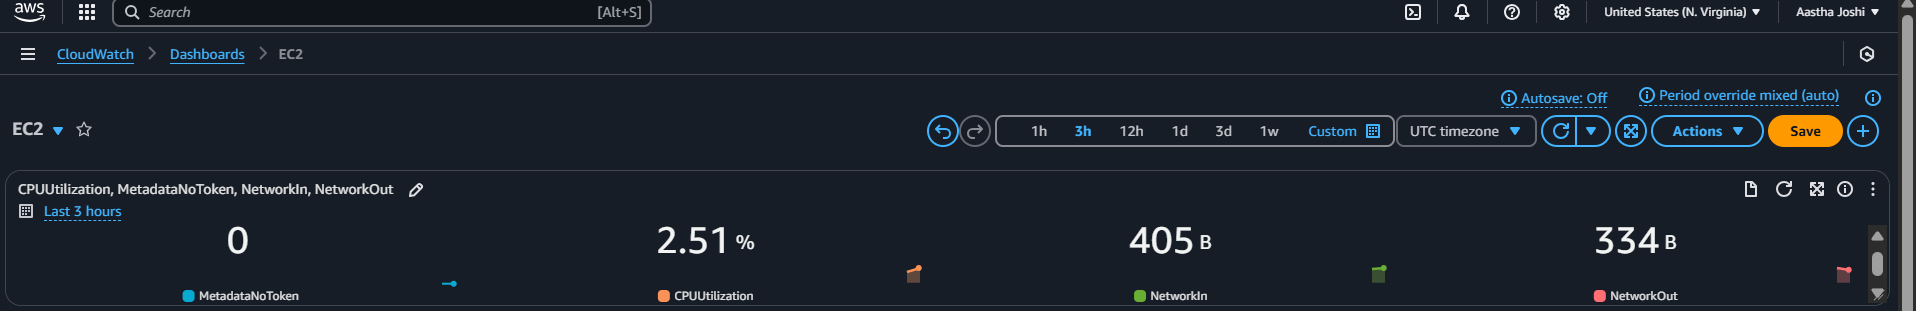 aws Search [Alt+S] United States (N. Virginia) Aastha Joshi
CloudWatch Dashboards EC2
Autosave: Off Period override mixed (auto)
EC2 1h 3h 12h 1d 3d 1w Custom UTC timezone Actions Save
CPUUtilization, MetadataNoToken, NetworkIn, NetworkOut
Last 3 hours
0 2.51 % 405 B 334 B
MetadataNoToken CPUUtilization NetworkIn NetworkOut